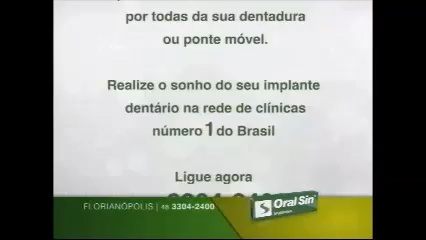 por todas da sua dentadura
ou ponte móvel.
Realize o sonho do seu implante
dentário na rede de clínicas
número 1 do Brasil
Ligue agora
FLORIANÓPOLIS | 48 3304-2400
Oral Sin